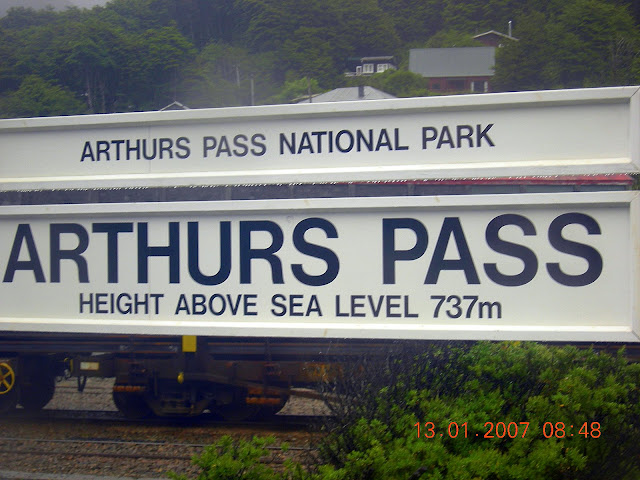 ARTHURS PASS NATIONAL PARK
ARTHURS PASS
HEIGHT ABOVE SEA LEVEL 737m
13.01.2007 08:48